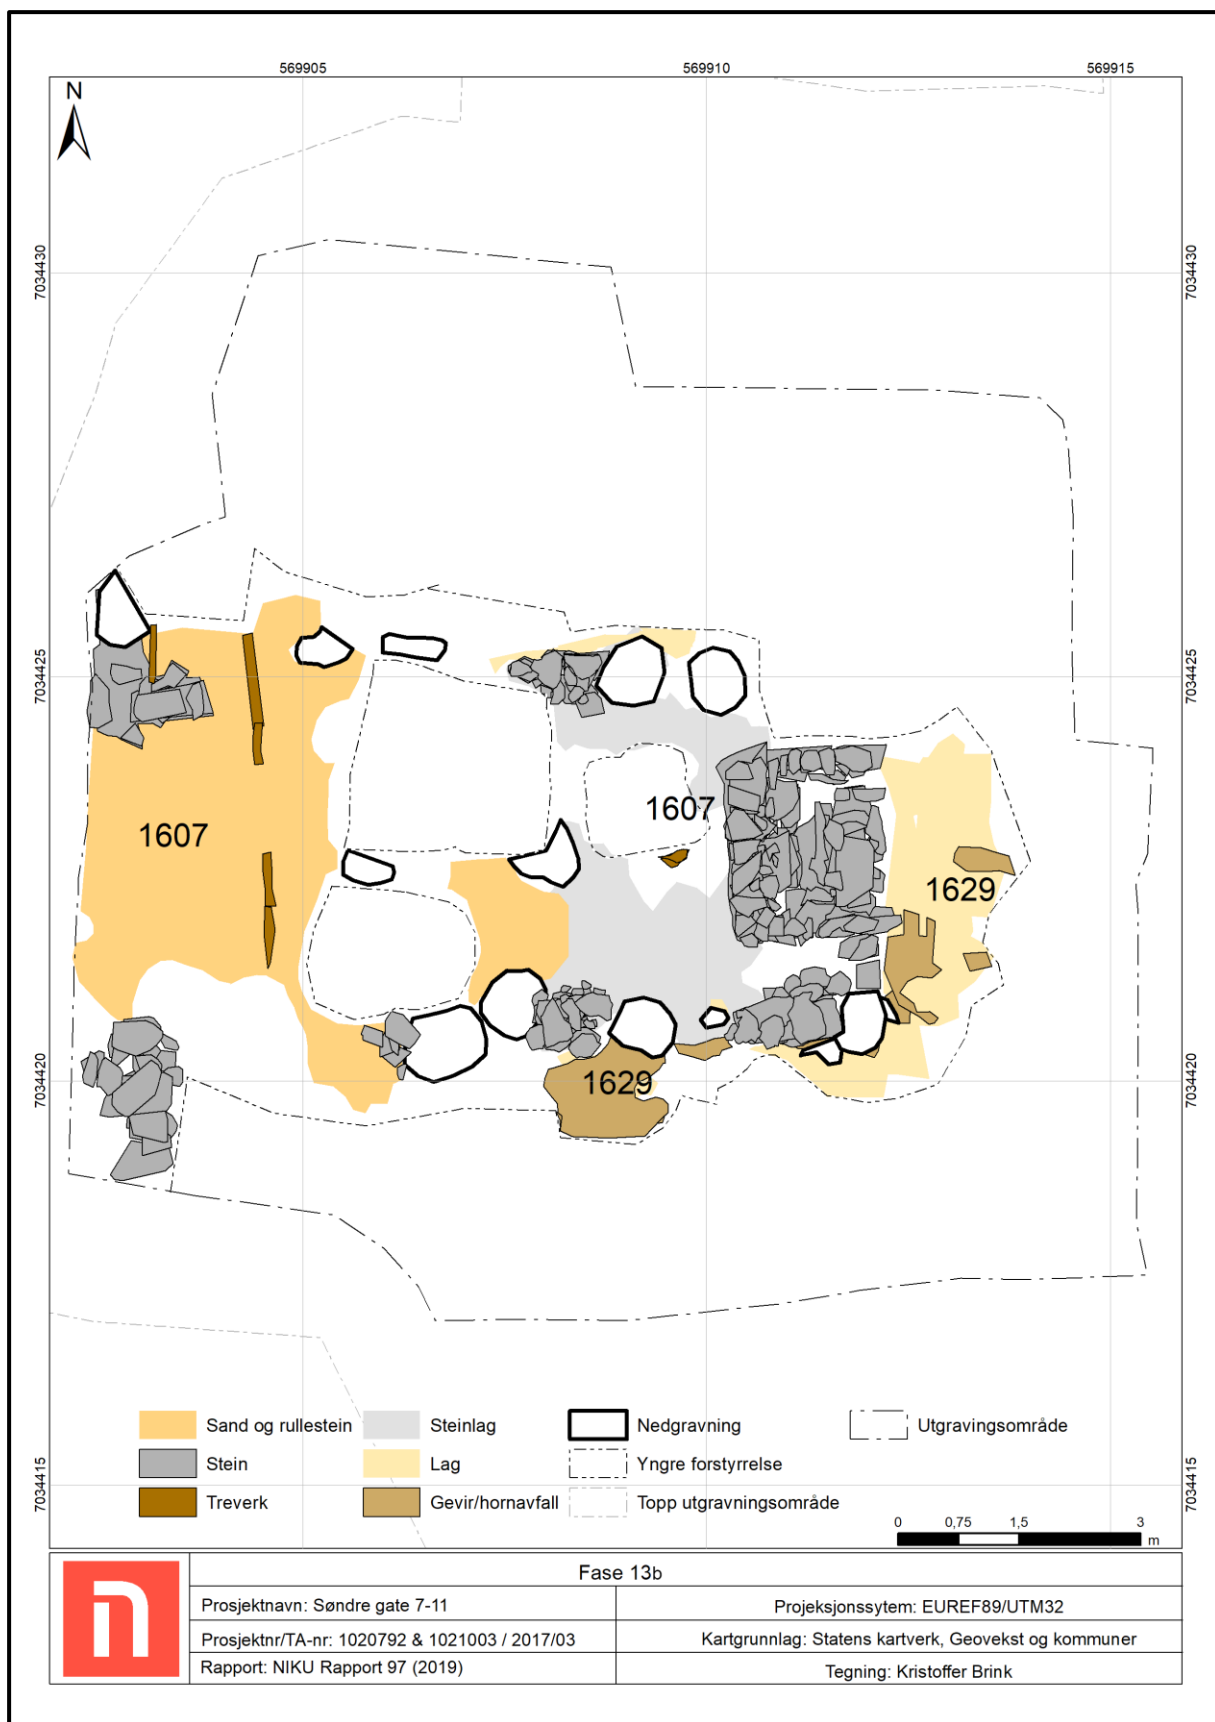 569905 569910 569915
N
7034430 7034430
7034425 7034425
1607 1607
1629
1629
7034420 7034420
Sand og rullestein Steinlag Nedgravning Utgravingsområde
Stein Lag Yngre forstyrrelse
Treverk Gevir/hornavfall Topp utgravningsområde
7034415 7034415
0 0,75 1,5 3
m
Fase 13b
Prosjektnavn: Søndre gate 7-11 Projeksjonssytem: EUREF89/UTM32
Prosjektnr/TA-nr: 1020792 & 1021003 / 2017/03 Kartgrunnlag: Statens kartverk, Geovekst og kommuner
Rapport: NIKU Rapport 97 (2019) Tegning: Kristoffer Brink